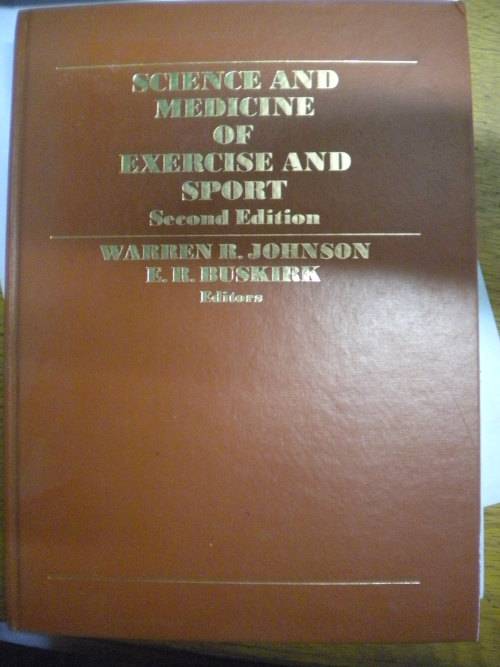 SCIENCE AND
MEDICINE
OF
EXERCISE AND
SPORT
Second Edition
WARREN R. JOHNSON
E. R. BUSKIRK
Editors